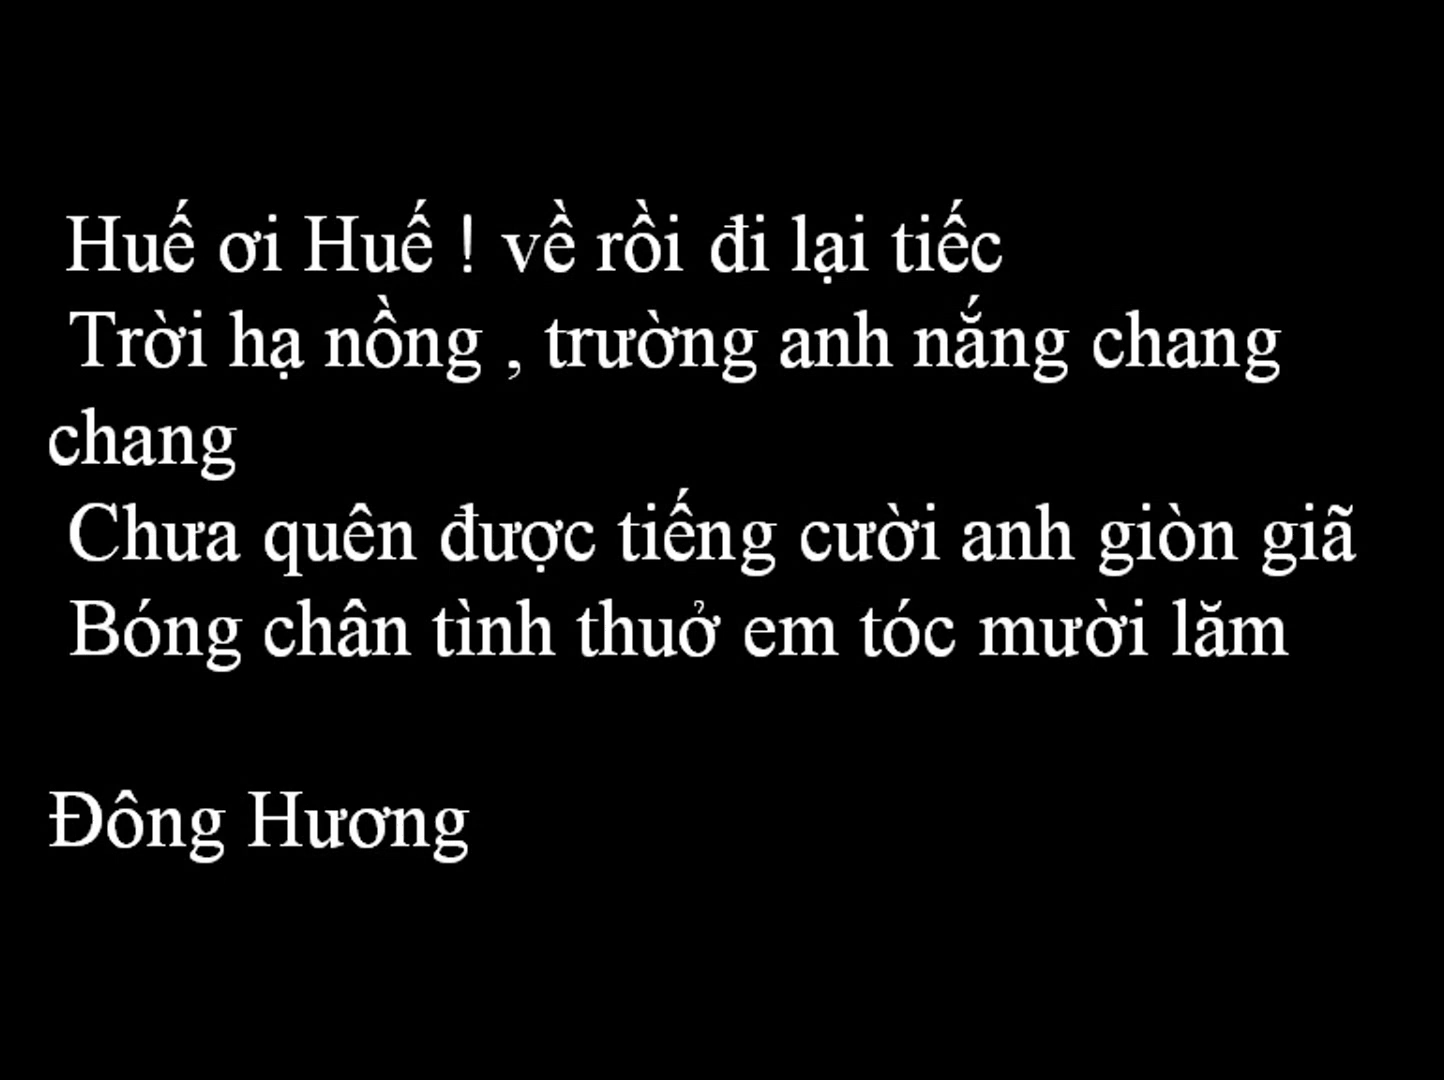 Huế ơi Huế ! về rồi đi lại tiếc
Trời hạ nồng , trường anh nắng chang
chang
Chưa quên được tiếng cười anh giòn giã
Bóng chân tình thuở em tóc mười lăm
Đông Hương